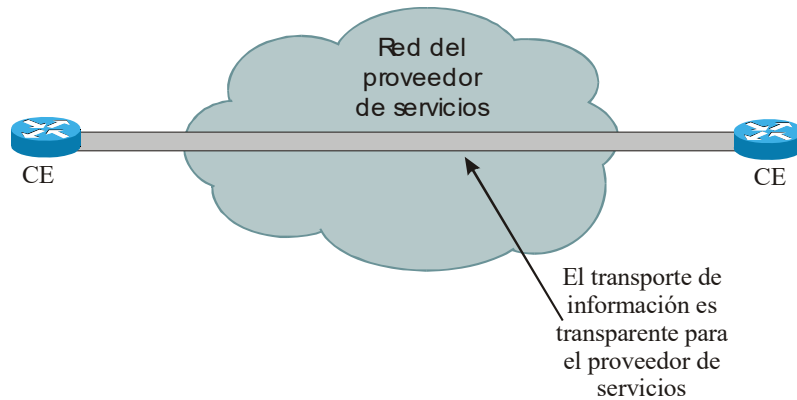 Red del
proveedor
de servicios
CE
CE
El transporte de
información es
transparente para
el proveedor de
servicios